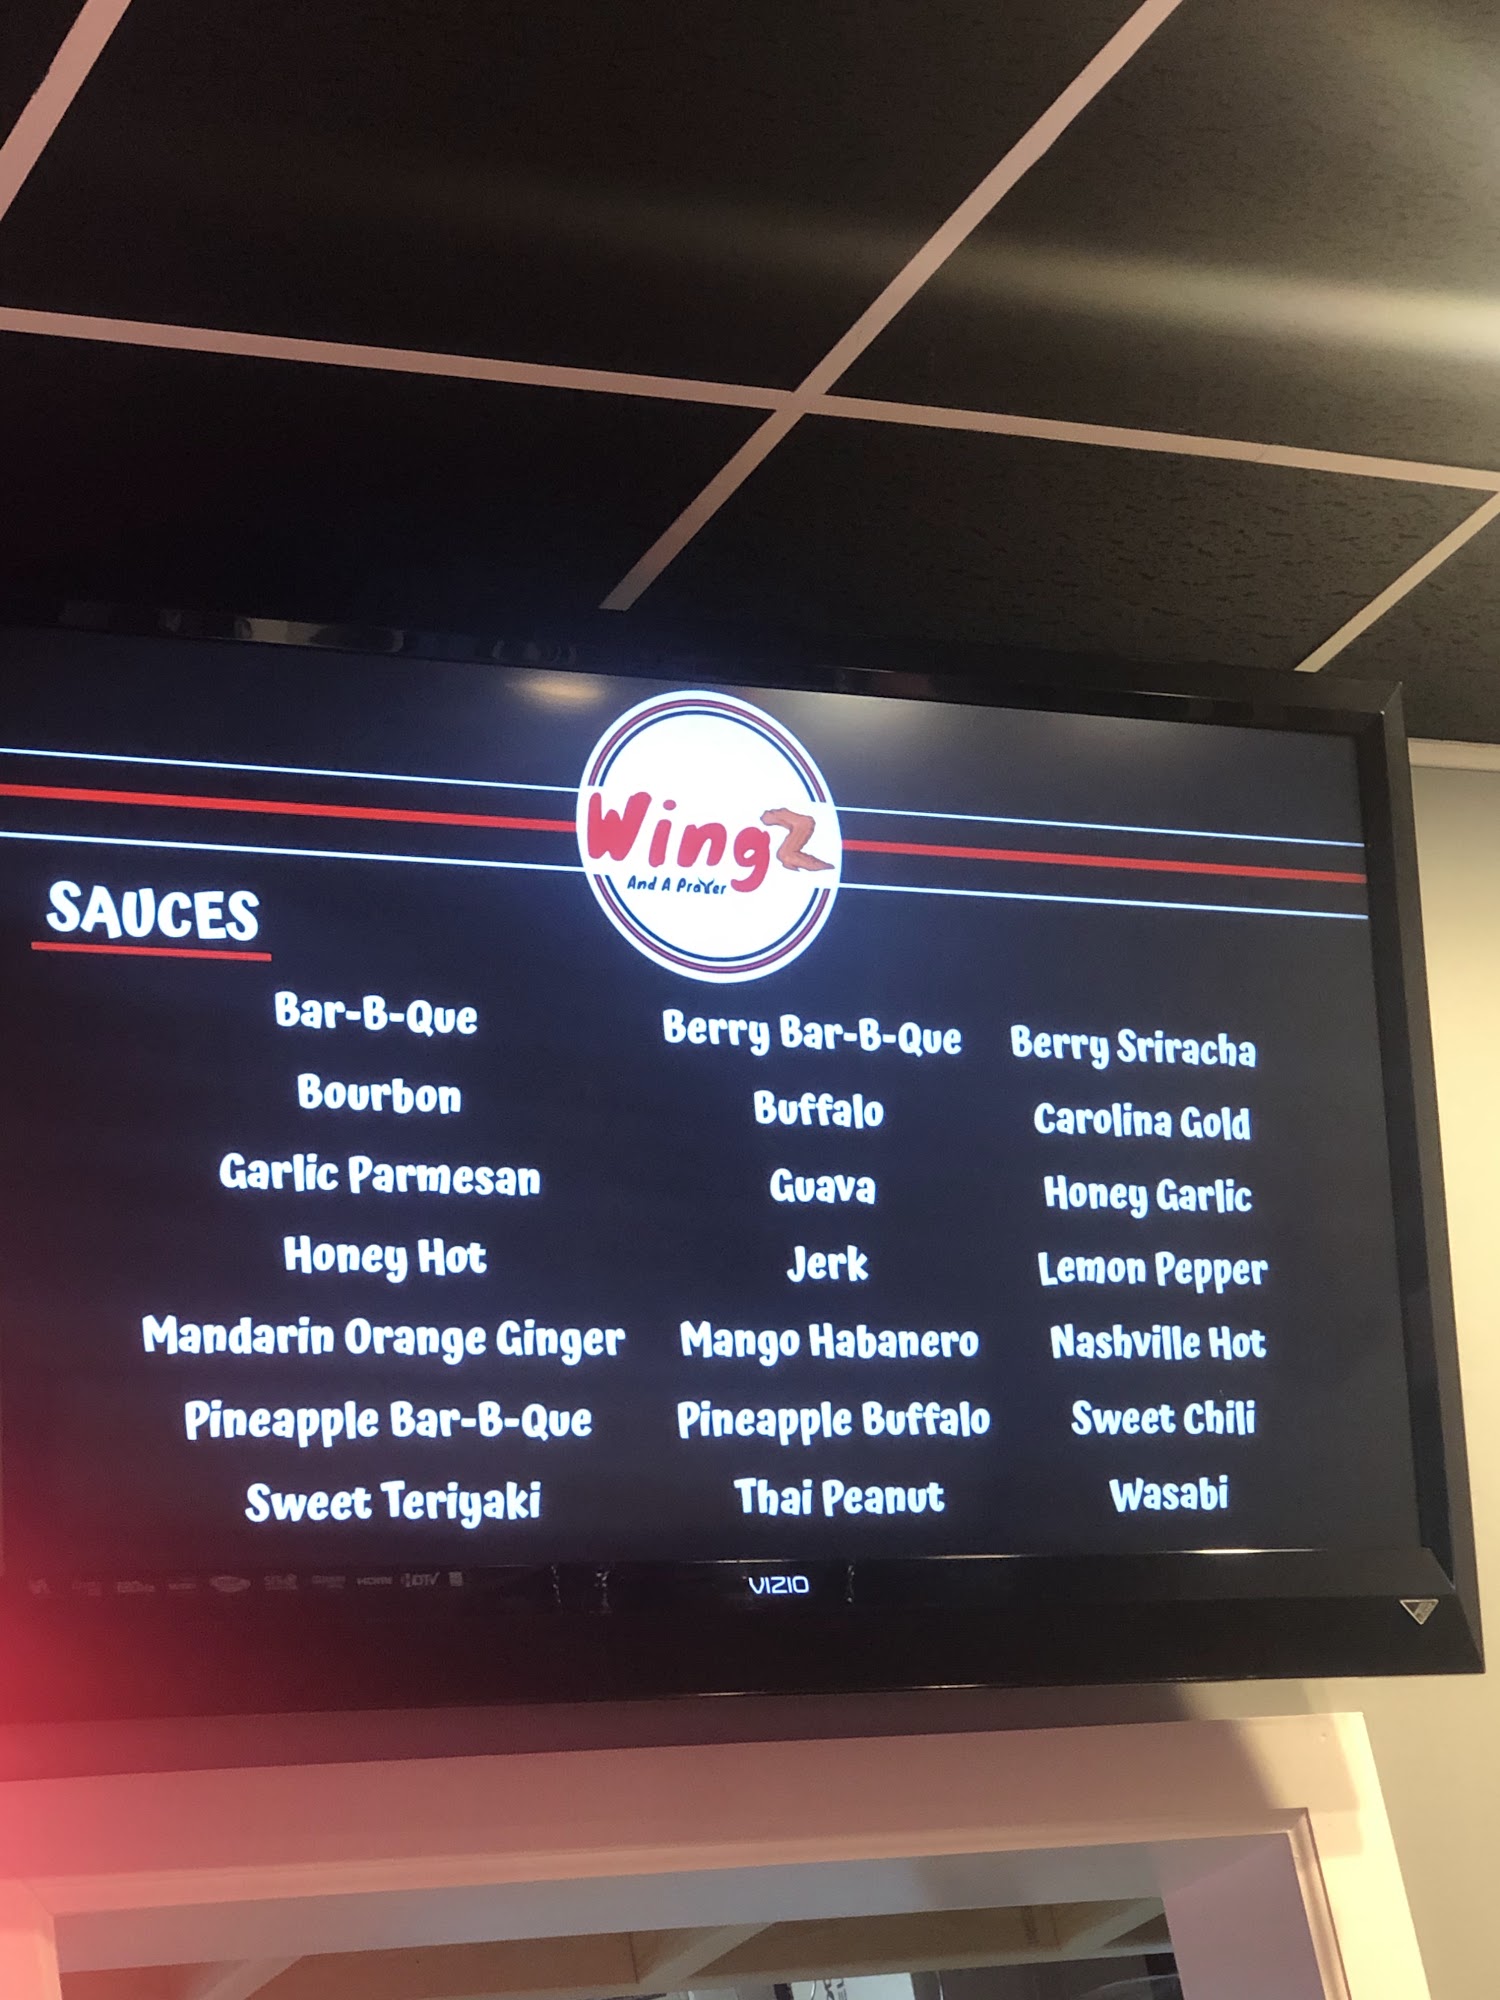 WingZ
And A Prayer
SAUCES
Bar-B-Que Berry Bar-B-Que Berry Sriracha
Bourbon Buffalo Carolina Gold
Garlic Parmesan Guava Honey Garlic
Honey Hot Jerk Lemon Pepper
Mandarin Orange Ginger Mango Habanero Nashville Hot
Pineapple Bar-B-Que Pineapple Buffalo Sweet Chili
Sweet Teriyaki Thai Peanut Wasabi
HDMI HDTV
VIZIO